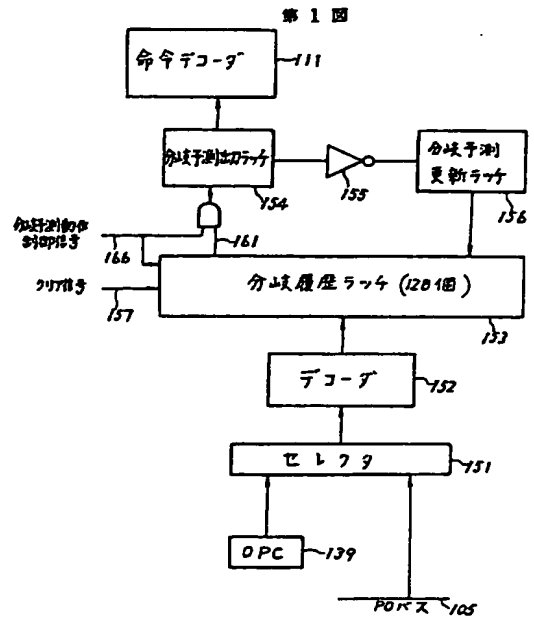 第1図
命令デコーダ
111
分岐予測出力ラッチ
154
155
分岐予測
更新ラッチ
156
分岐予測動作
制御信号
166
161
クリア信号
157
分岐履歴ラッチ(128個)
153
デコーダ
152
セレクタ
151
DPC
139
POバス
105